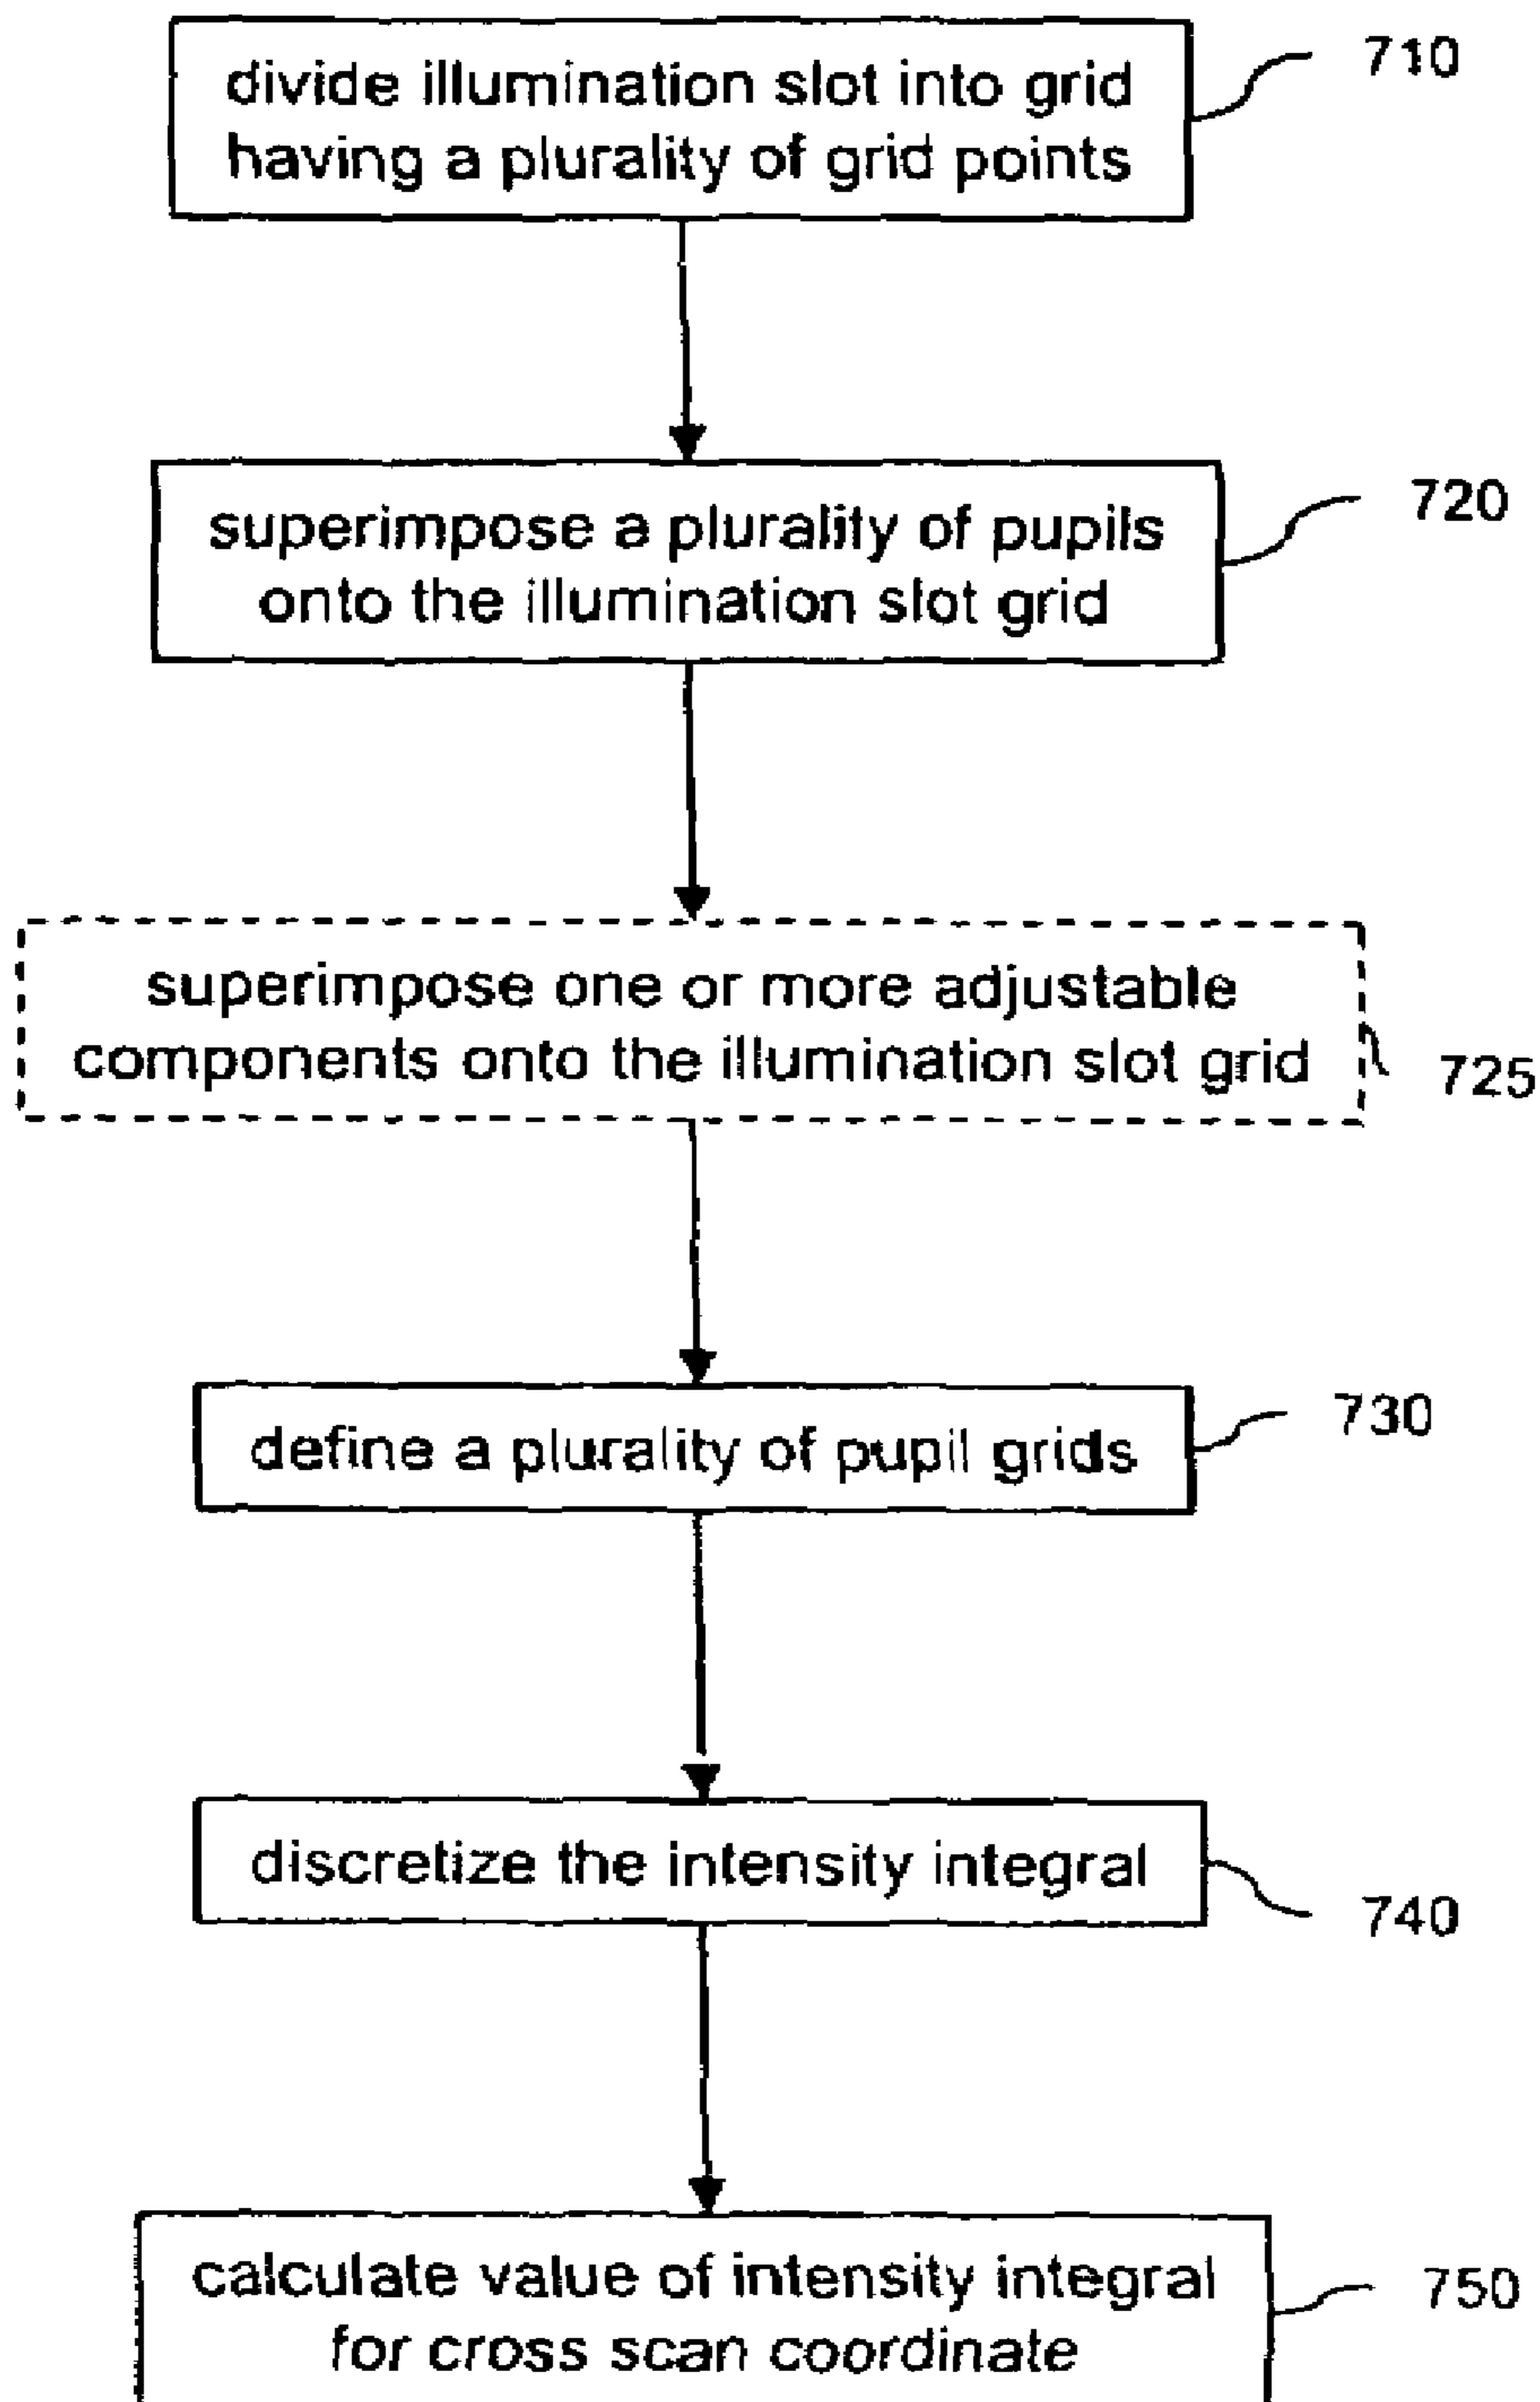 divide illumination slot into grid
having a plurality of grid points
710
superimpose a plurality of pupils
onto the illumination slot grid
720
superimpose one or more adjustable
components onto the illumination slot grid
725
define a plurality of pupil grids
730
discretize the intensity integral
740
calculate value of intensity integral
for cross scan coordinate
750